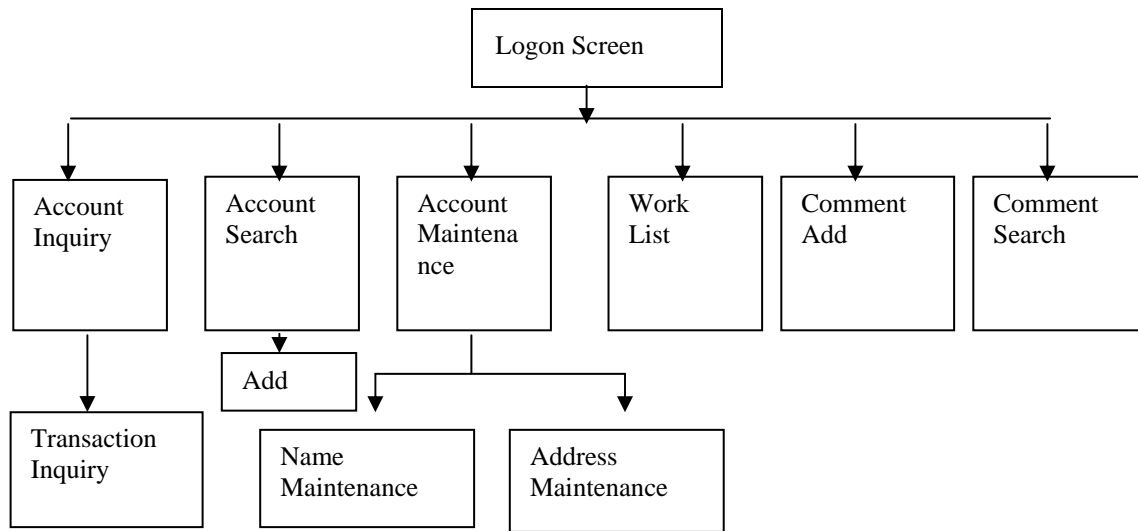 Logon Screen
Account
Inquiry
Account
Search
Account
Maintena
nce
Work
List
Comment
Add
Comment
Search
Add
Transaction
Inquiry
Name
Maintenance
Address
Maintenance